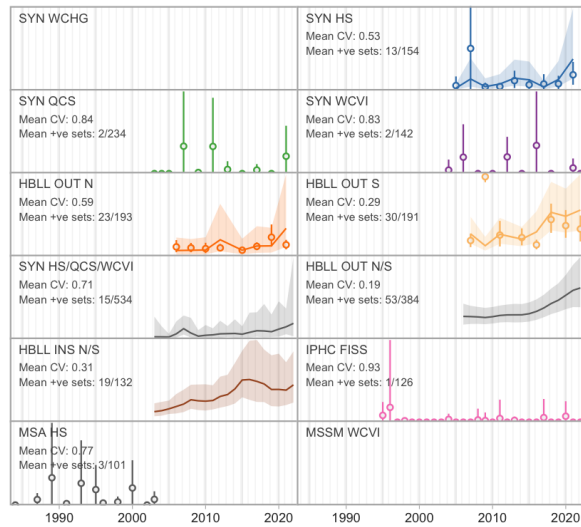 SYN WCHG
SYN HS
Mean CV: 0.53
Mean +ve sets: 13/154
SYN QCS
Mean CV: 0.84
Mean +ve sets: 2/234
SYN WCVI
Mean CV: 0.83
Mean +ve sets: 2/142
HBLL OUT N
Mean CV: 0.59
Mean +ve sets: 23/193
HBLL OUT S
Mean CV: 0.29
Mean +ve sets: 30/191
SYN HS/QCS/WCVI
Mean CV: 0.71
Mean +ve sets: 15/534
HBLL OUT N/S
Mean CV: 0.19
Mean +ve sets: 53/384
HBLL INS N/S
Mean CV: 0.31
Mean +ve sets: 19/132
IPHC FISS
Mean CV: 0.93
Mean +ve sets: 1/126
MSA HS
Mean CV: 0.77
Mean +ve sets: 3/101
MSSM WCVI
1990 2000 2010 2020 1990 2000 2010 2020